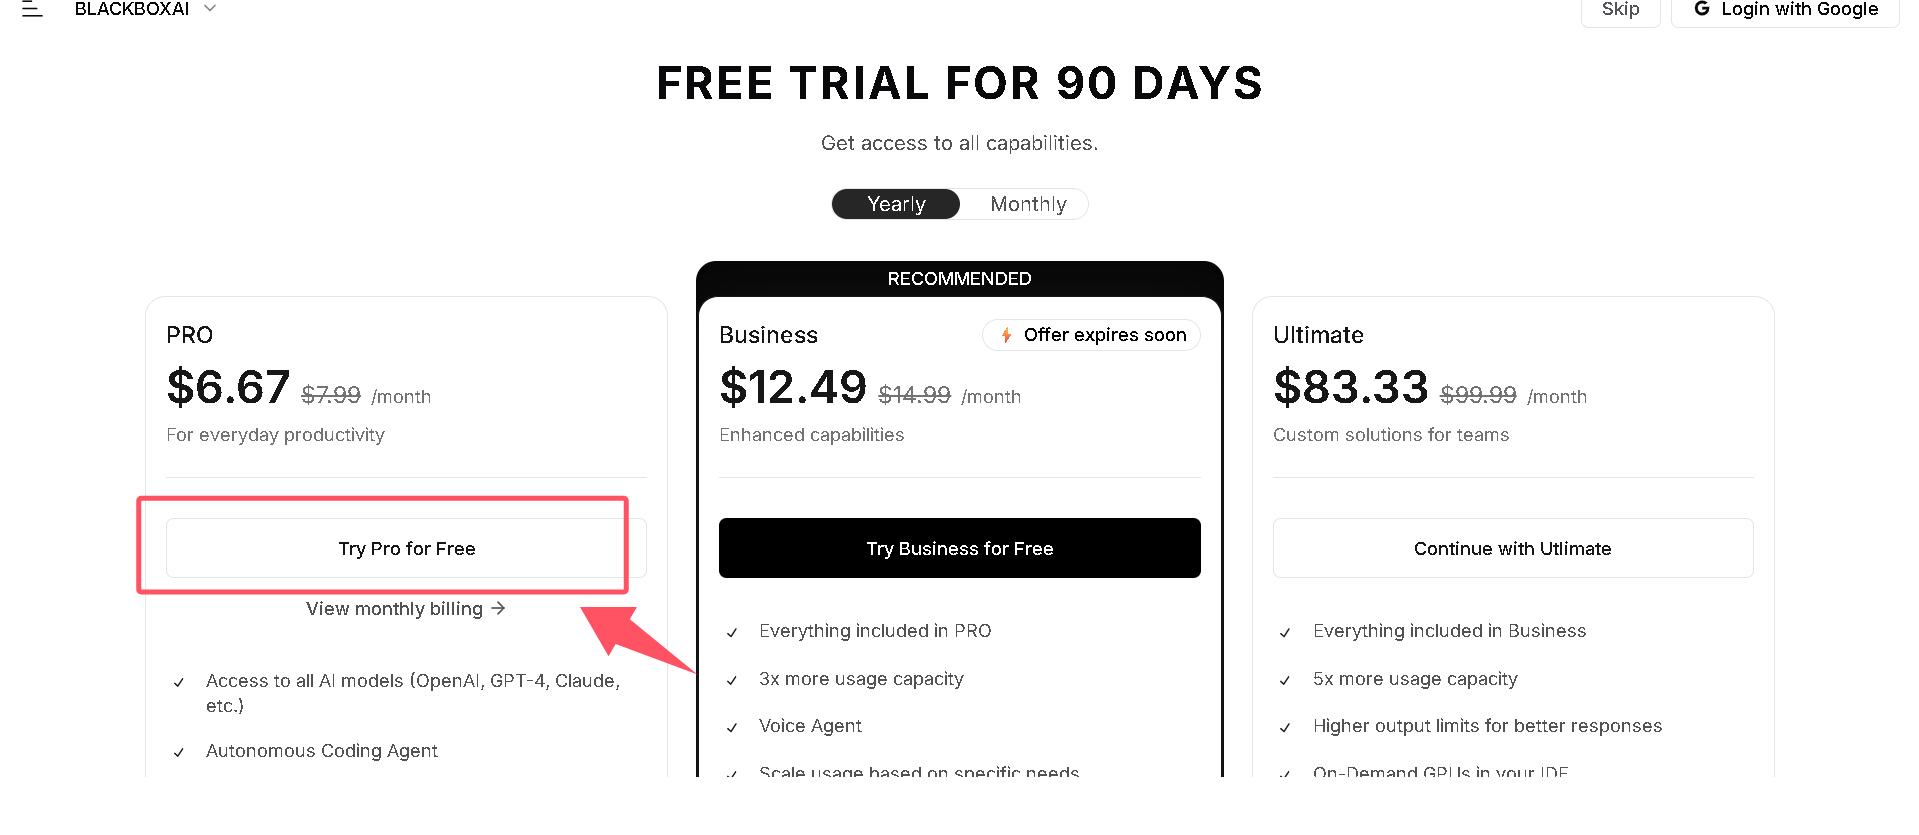 BLACKBOXAI
Skip
Login with Google
FREE TRIAL FOR 90 DAYS
Get access to all capabilities.
Yearly
Monthly
RECOMMENDED
PRO
$6.67 $7.99 /month
For everyday productivity
Try Pro for Free
View monthly billing →
Access to all AI models (OpenAI, GPT-4, Claude,
etc.)
Autonomous Coding Agent
Business
Offer expires soon
$12.49 $14.99 /month
Enhanced capabilities
Try Business for Free
Everything included in PRO
3x more usage capacity
Voice Agent
Scale usage based on specific needs
Ultimate
$83.33 $99.99 /month
Custom solutions for teams
Continue with Utlimate
Everything included in Business
5x more usage capacity
Higher output limits for better responses
On-Demand GPUs in your IDE